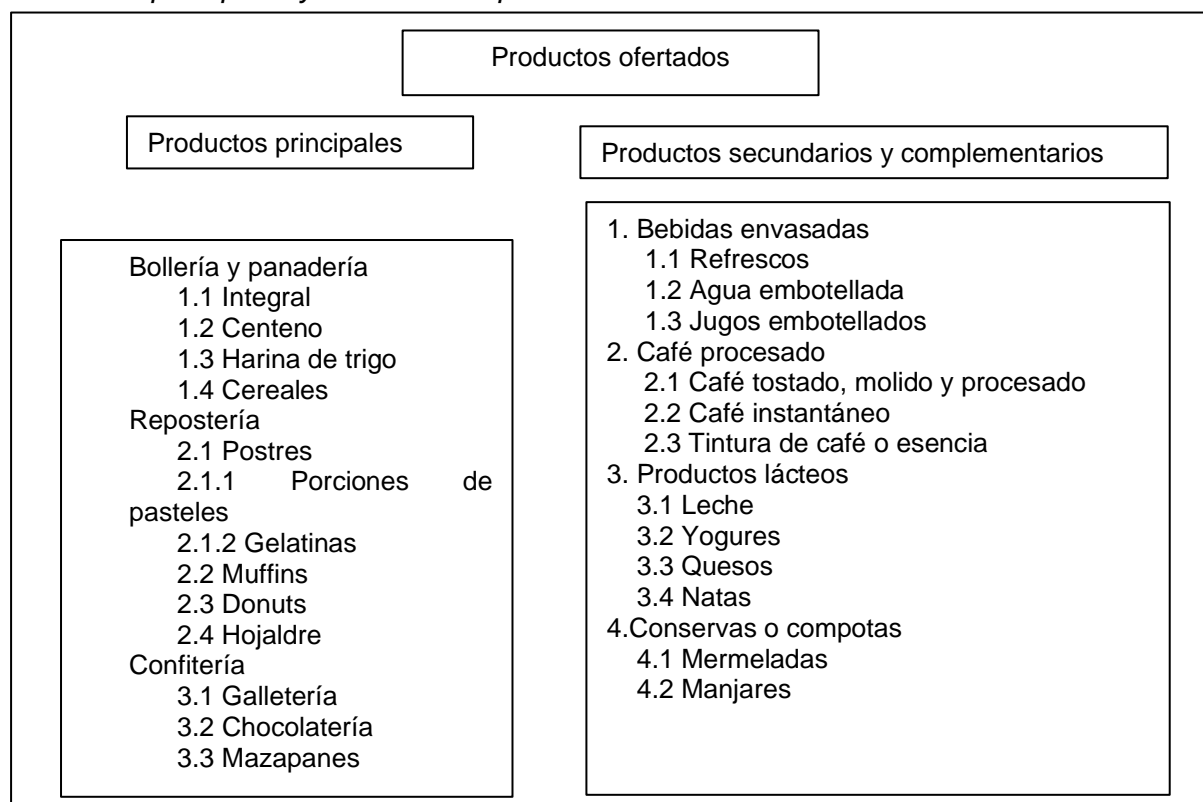 Productos ofertados
Productos principales
Bollería y panadería
1.1 Integral
1.2 Centeno
1.3 Harina de trigo
1.4 Cereales
Repostería
2.1 Postres
2.1.1 Porciones de
pasteles
2.1.2 Gelatinas
2.2 Muffins
2.3 Donuts
2.4 Hojaldre
Confitería
3.1 Galletería
3.2 Chocolatería
3.3 Mazapanes
Productos secundarios y complementarios
1. Bebidas envasadas
1.1 Refrescos
1.2 Agua embotellada
1.3 Jugos embotellados
2. Café procesado
2.1 Café tostado, molido y procesado
2.2 Café instantáneo
2.3 Tintura de café o esencia
3. Productos lácteos
3.1 Leche
3.2 Yogures
3.3 Quesos
3.4 Natas
4.Conservas o compotas
4.1 Mermeladas
4.2 Manjares